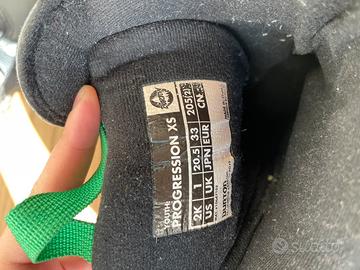 YOUTH:
PROGRESSION XS
2K 1 20.5 33 205(2)
US UK JPN EUR CN
BURTON
subito